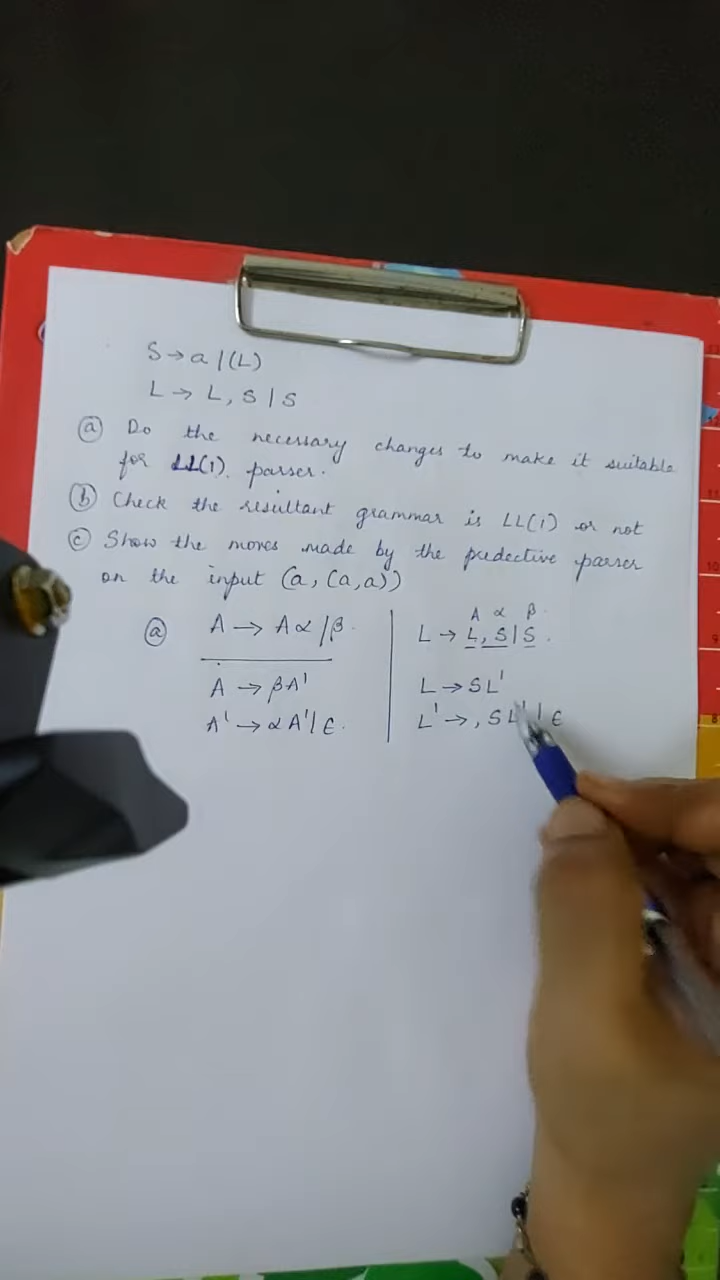 S → a | (L)
L → L, S | S
(a) Do the necessary changes to make it suitable
for LL(1) parser.
(b) Check the resultant grammar is LL(1) or not
(c) Show the moves made by the predective parser
on the input (a, (a,a))
(a) A → Aα | β.
A → βA'
A' → αA' | ε.
A α β
L → L, S | S.
L → SL'
L' → , SL' | ε